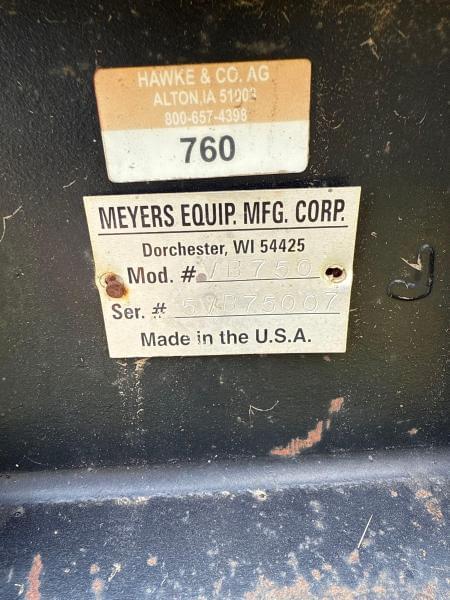 HAWKE & CO. AG
ALTON, IA 51003
800-657-4398
760
MEYERS EQUIP. MFG. CORP.
Dorchester, WI 54425
Mod. # VB750
Ser. # 5VB75007
Made in the U.S.A.
J